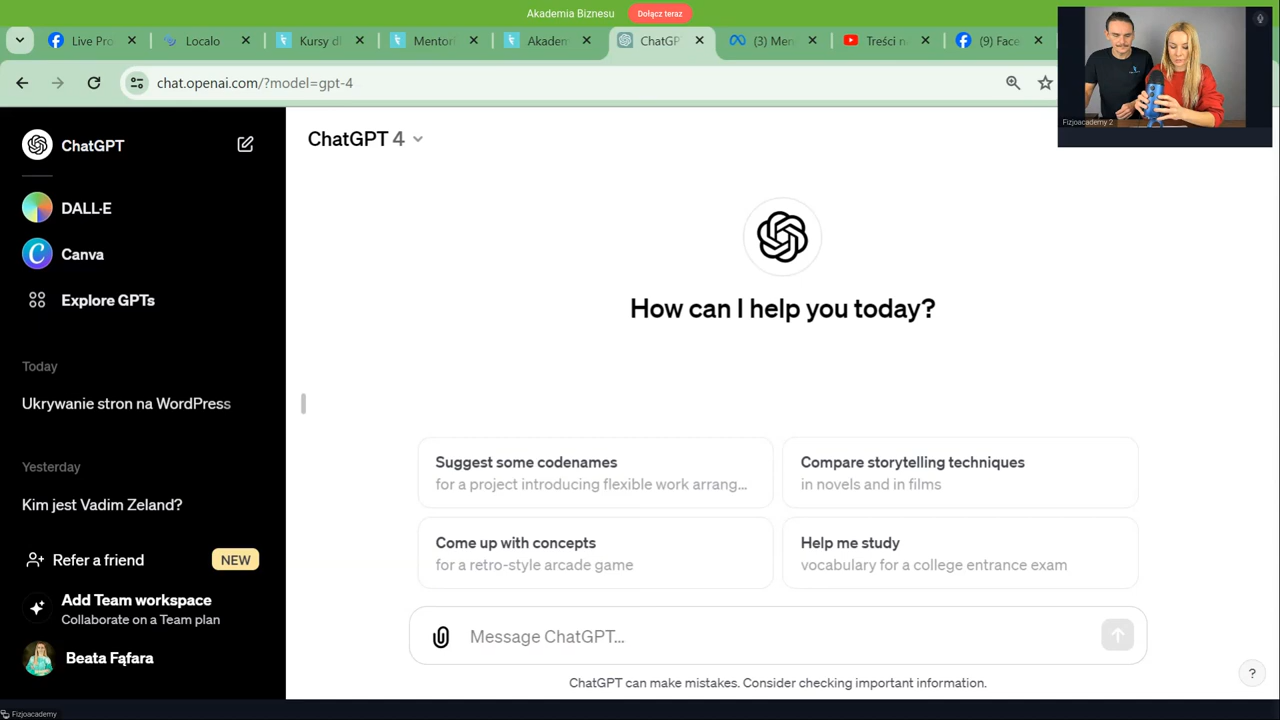 Akademia Biznesu Dołącz teraz
Live Pro
Localo
Kursy dl
Mentori
Akadem
ChatGP
(3) Men
Treści n
(9) Face
chat.openai.com/?model=gpt-4
Fizjoacademy 2
ChatGPT
DALL·E
Canva
Explore GPTs
Today
Ukrywanie stron na WordPress
Yesterday
Kim jest Vadim Zeland?
Refer a friend NEW
Add Team workspace
Collaborate on a Team plan
Beata Fąfara
ChatGPT 4
How can I help you today?
Suggest some codenames
for a project introducing flexible work arrang...
Compare storytelling techniques
in novels and in films
Come up with concepts
for a retro-style arcade game
Help me study
vocabulary for a college entrance exam
Message ChatGPT...
ChatGPT can make mistakes. Consider checking important information.
?
Fizjoacademy